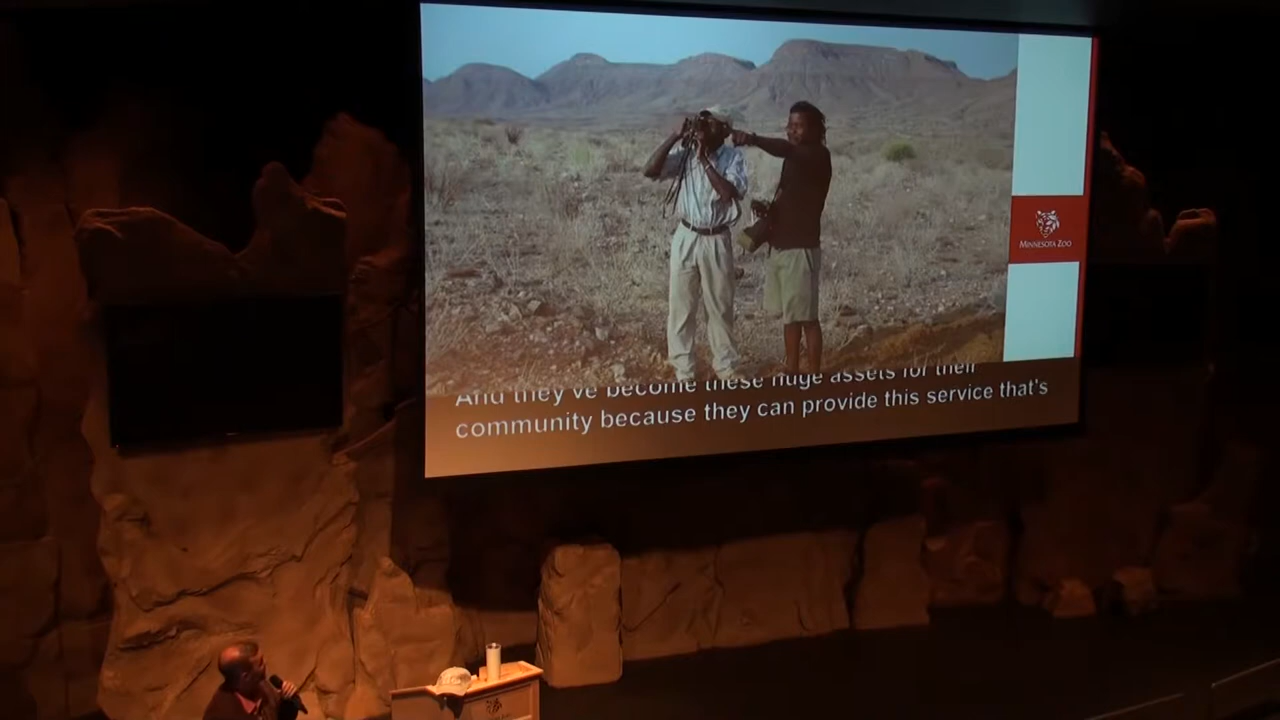 MINNESOTA ZOO
And they've become these huge assets for their
community because they can provide this service that's